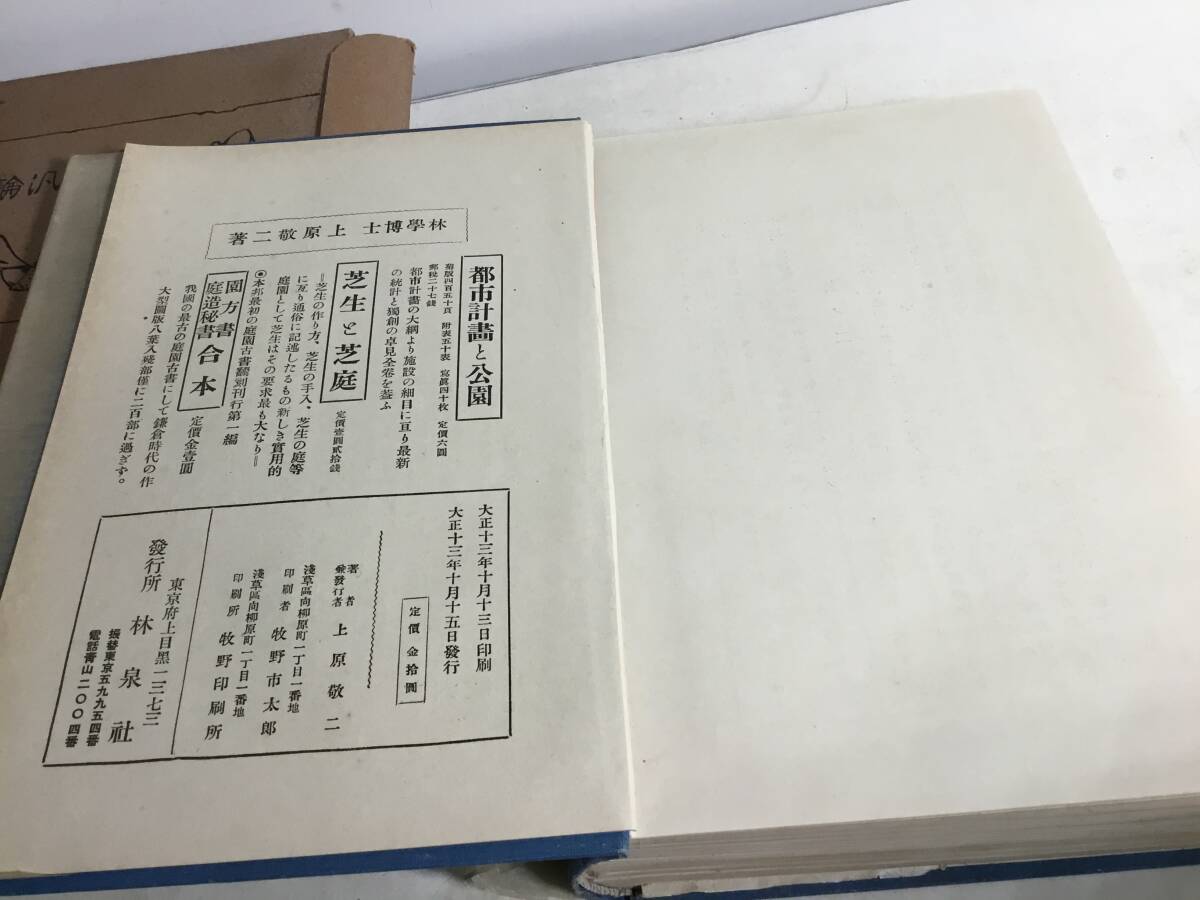 林學博士 上原敬二著
都市計畫と公園
菊版四百五十頁 附表五十表 寫眞四十枚 定價六圓
郵稅二十七錢
都市計畫の大綱より施設の細目に亘り最新
の統計と獨創の卓見全卷を蓋ふ
芝生と芝庭
定價壹圓貳拾錢
=芝生の作り方、芝生の手入、芝生の庭等
に亙り通俗に記述したるもの新しき實用的
庭園として芝生はその要求最も大なり=
◉本邦最初の庭園古書飜刻刊行第一編
園方書
庭造秘書
合本
定價金壹圓
我國の最古の庭園古書にして鎌倉時代の作
大型圖版八葉入殘部僅に二百部に過ぎず。
大正十三年十月十三日印刷
大正十三年十月十五日發行
定價金拾圓
著者
兼發行者 上原敬二
淺草區向柳原町一丁目一番地
印刷者 牧野市太郎
淺草區向柳原町一丁目一番地
印刷所 牧野印刷所
東京府上目黑一三七三
發行所 林泉社
振替東京五九九五四番
電話靑山二〇〇四番
汎論